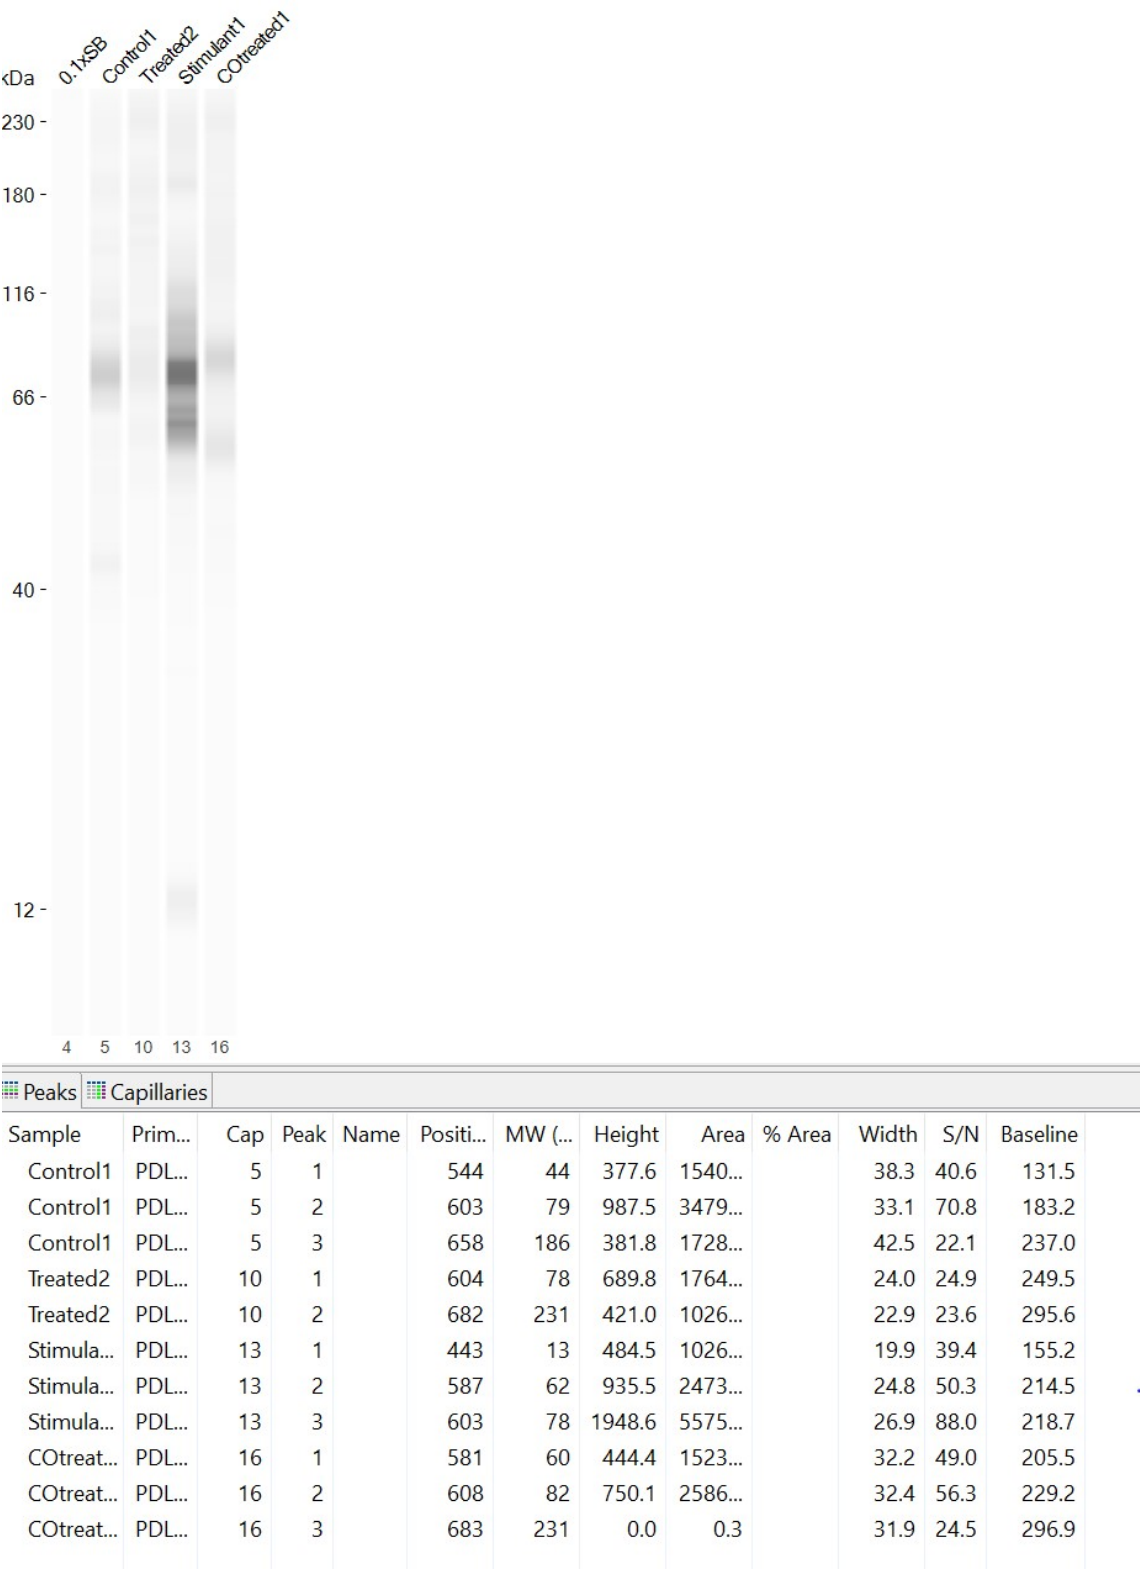 0.1xSB Control1 Treated2 Stimulant1 COtreated1
kDa
230 -
180 -
116 -
66 -
40 -
12 -
4 5 10 13 16
Peaks Capillaries
Sample Prim... Cap Peak Name Positi... MW (... Height Area % Area Width S/N Baseline
Control1 PDL... 5 1 544 44 377.6 1540... 38.3 40.6 131.5
Control1 PDL... 5 2 603 79 987.5 3479... 33.1 70.8 183.2
Control1 PDL... 5 3 658 186 381.8 1728... 42.5 22.1 237.0
Treated2 PDL... 10 1 604 78 689.8 1764... 24.0 24.9 249.5
Treated2 PDL... 10 2 682 231 421.0 1026... 22.9 23.6 295.6
Stimula... PDL... 13 1 443 13 484.5 1026... 19.9 39.4 155.2
Stimula... PDL... 13 2 587 62 935.5 2473... 24.8 50.3 214.5
Stimula... PDL... 13 3 603 78 1948.6 5575... 26.9 88.0 218.7
COtreat... PDL... 16 1 581 60 444.4 1523... 32.2 49.0 205.5
COtreat... PDL... 16 2 608 82 750.1 2586... 32.4 56.3 229.2
COtreat... PDL... 16 3 683 231 0.0 0.3 31.9 24.5 296.9